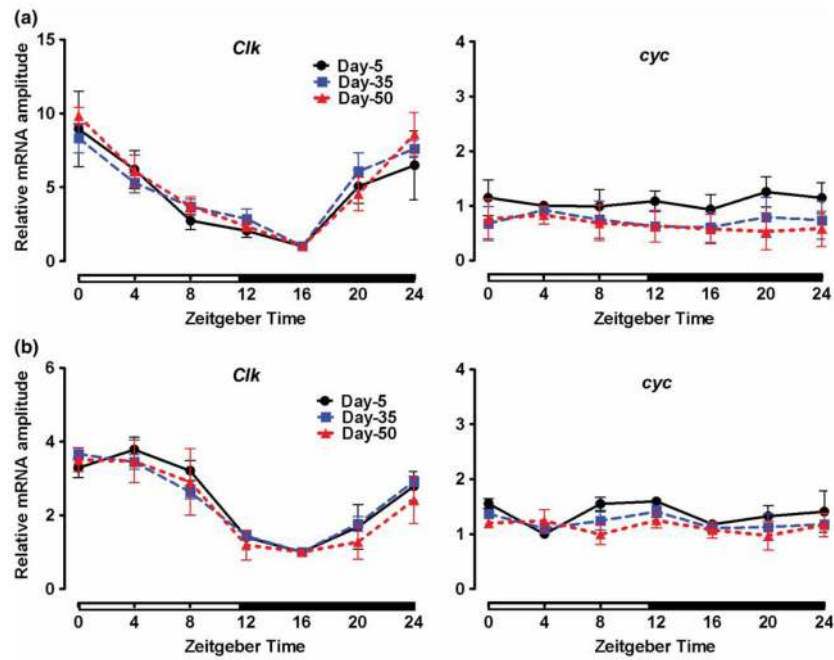 (a)
Clk
Relative mRNA amplitude
15
10
5
0
Day-5
Day-35
Day-50
0 4 8 12 16 20 24
Zeitgeber Time
cyc
4
3
2
1
0
0 4 8 12 16 20 24
Zeitgeber Time
(b)
Clk
Relative mRNA amplitude
6
4
2
0
Day-5
Day-35
Day-50
0 4 8 12 16 20 24
Zeitgeber Time
cyc
4
3
2
1
0
0 4 8 12 16 20 24
Zeitgeber Time